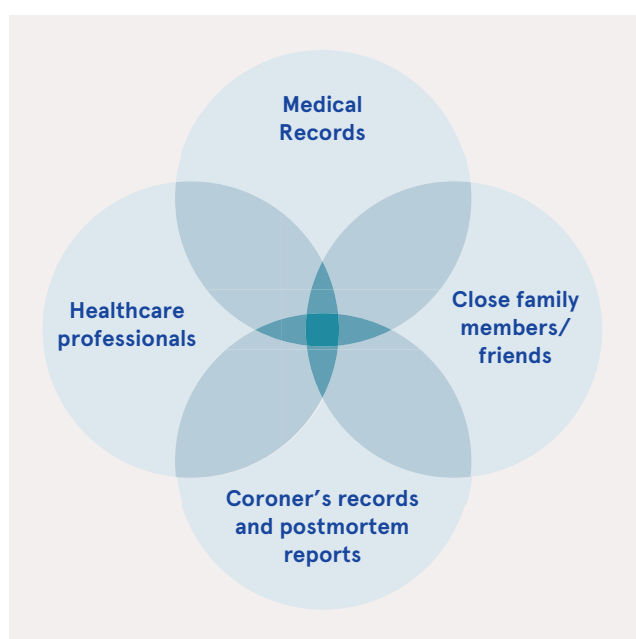 Medical
Records
Healthcare
professionals
Close family
members/
friends
Coroner’s records
and postmortem
reports